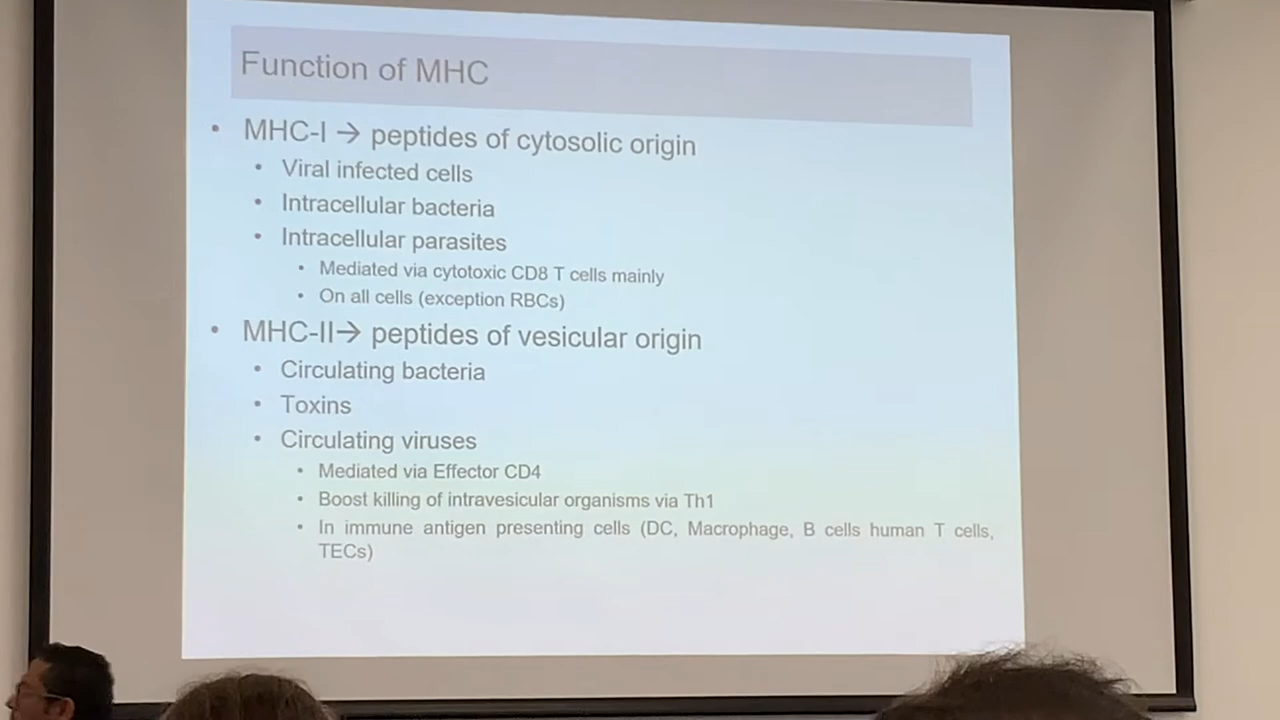 Function of MHC
• MHC-I → peptides of cytosolic origin
• Viral infected cells
• Intracellular bacteria
• Intracellular parasites
• Mediated via cytotoxic CD8 T cells mainly
• On all cells (exception RBCs)
• MHC-II→ peptides of vesicular origin
• Circulating bacteria
• Toxins
• Circulating viruses
• Mediated via Effector CD4
• Boost killing of intravesicular organisms via Th1
• In immune antigen presenting cells (DC, Macrophage, B cells human T cells,
TECs)